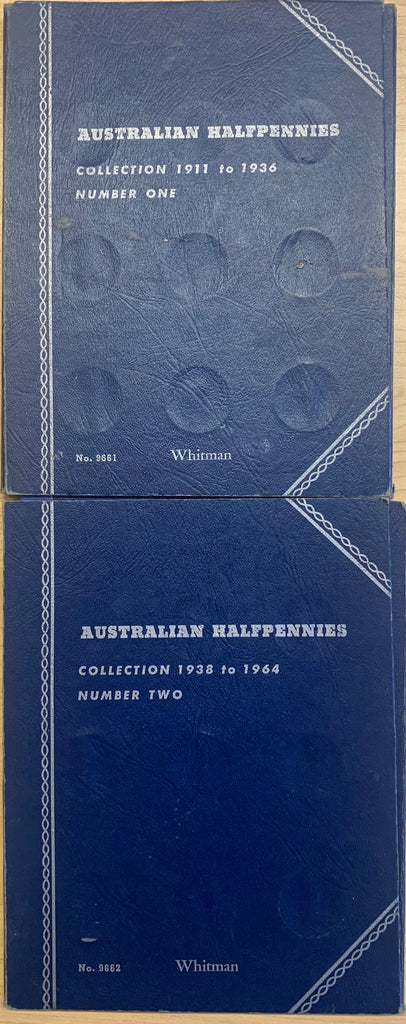 AUSTRALIAN HALFPENNIES
COLLECTION 1911 to 1936
NUMBER ONE
No. 9661 Whitman
AUSTRALIAN HALFPENNIES
COLLECTION 1938 to 1964
NUMBER TWO
No. 9662 Whitman